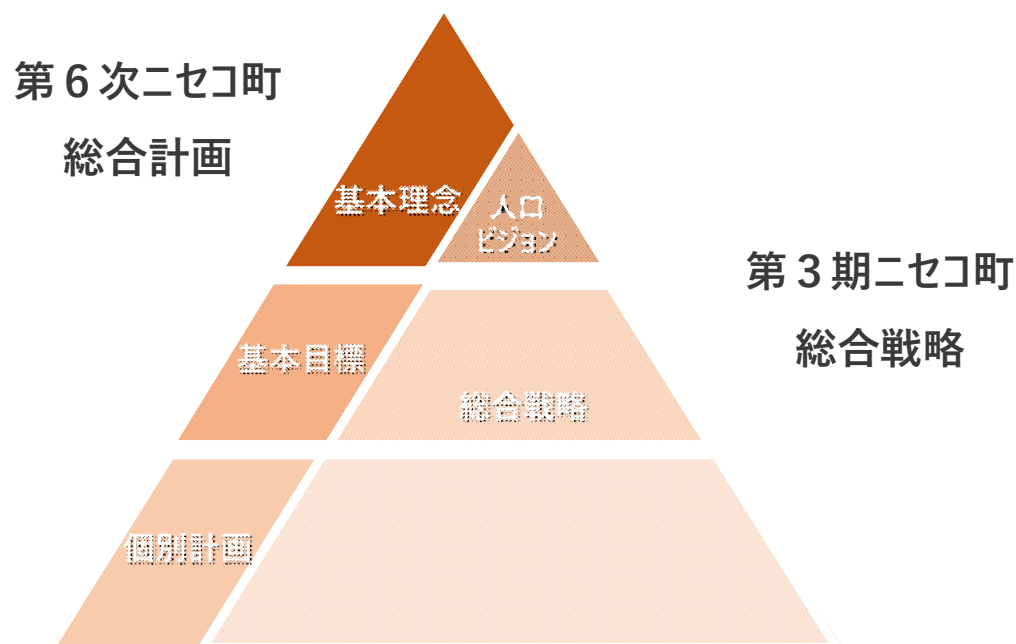 第６次ニセコ町
総合計画
基本理念
人口
ビジョン
第３期ニセコ町
総合戦略
基本目標
総合戦略
個別計画